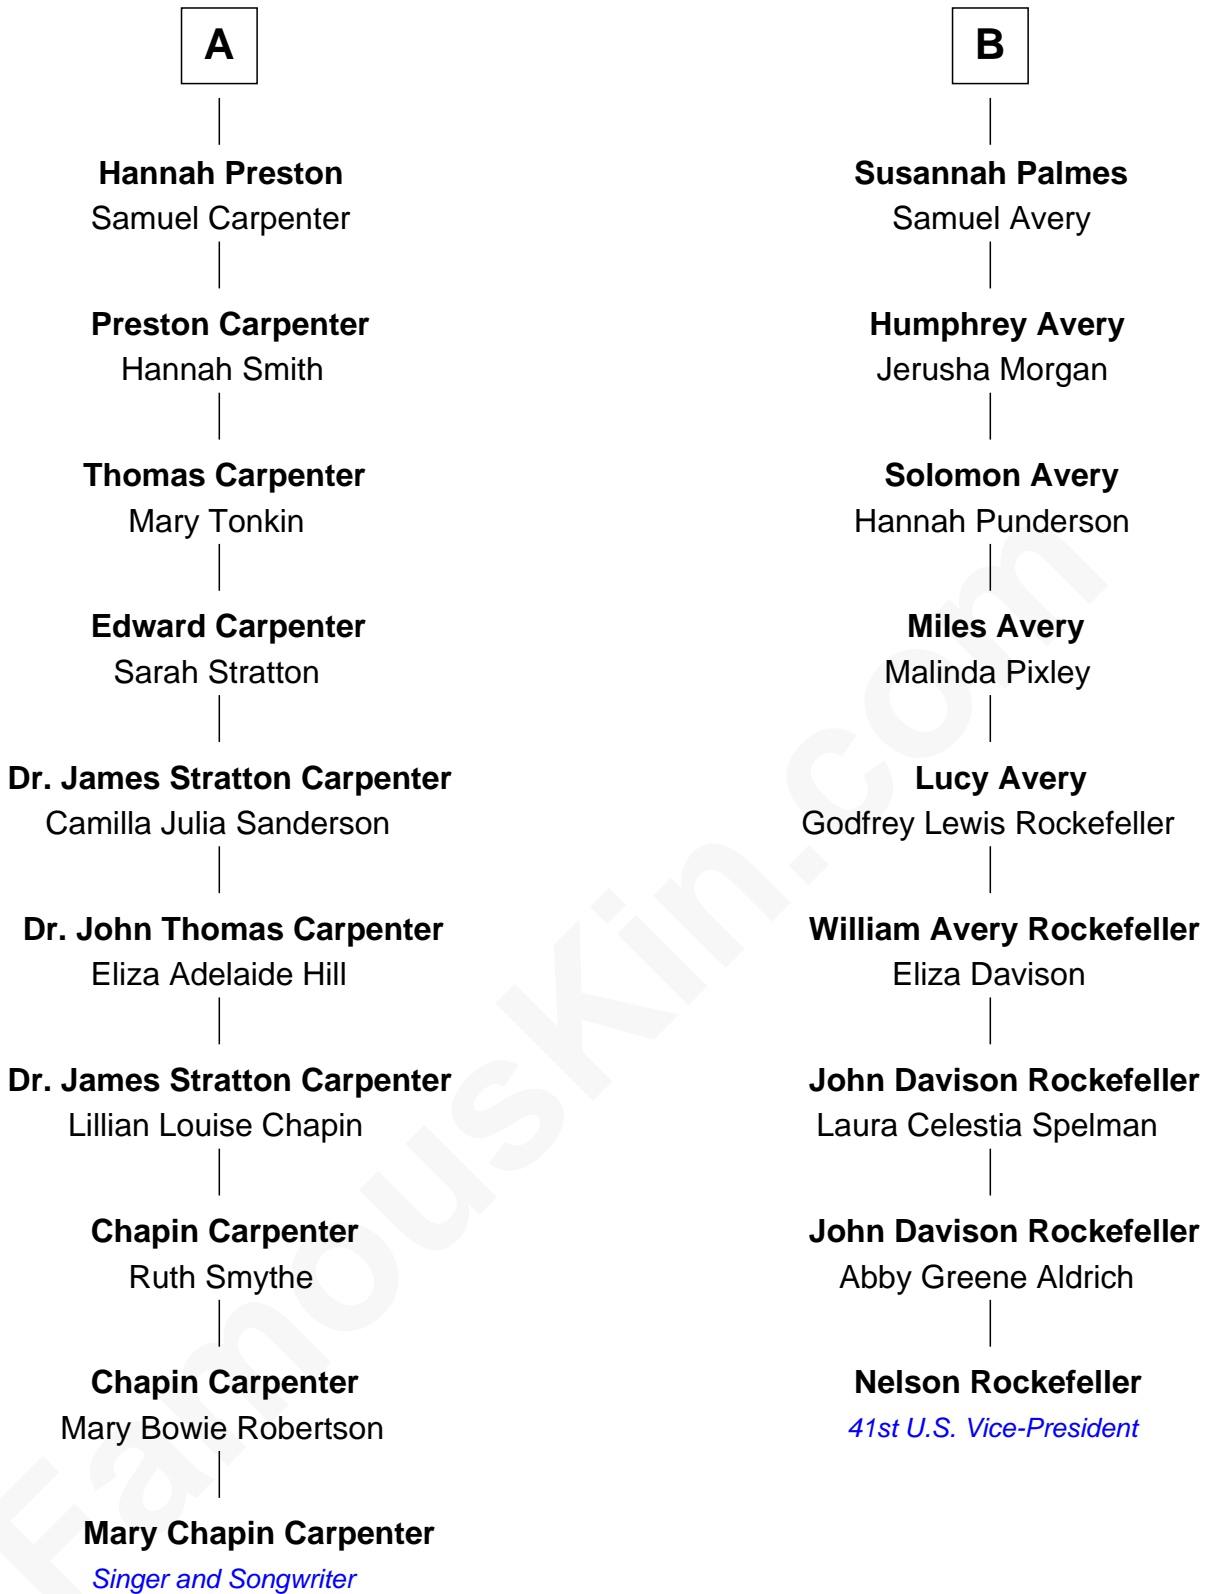 A
Hannah Preston
Samuel Carpenter
Preston Carpenter
Hannah Smith
Thomas Carpenter
Mary Tonkin
Edward Carpenter
Sarah Stratton
Dr. James Stratton Carpenter
Camilla Julia Sanderson
Dr. John Thomas Carpenter
Eliza Adelaide Hill
Dr. James Stratton Carpenter
Lillian Louise Chapin
Chapin Carpenter
Ruth Smythe
Chapin Carpenter
Mary Bowie Robertson
Mary Chapin Carpenter
Singer and Songwriter
B
Susannah Palmes
Samuel Avery
Humphrey Avery
Jerusha Morgan
Solomon Avery
Hannah Punderson
Miles Avery
Malinda Pixley
Lucy Avery
Godfrey Lewis Rockefeller
William Avery Rockefeller
Eliza Davison
John Davison Rockefeller
Laura Celestia Spelman
John Davison Rockefeller
Abby Greene Aldrich
Nelson Rockefeller
41st U.S. Vice-President
FamousKin.com